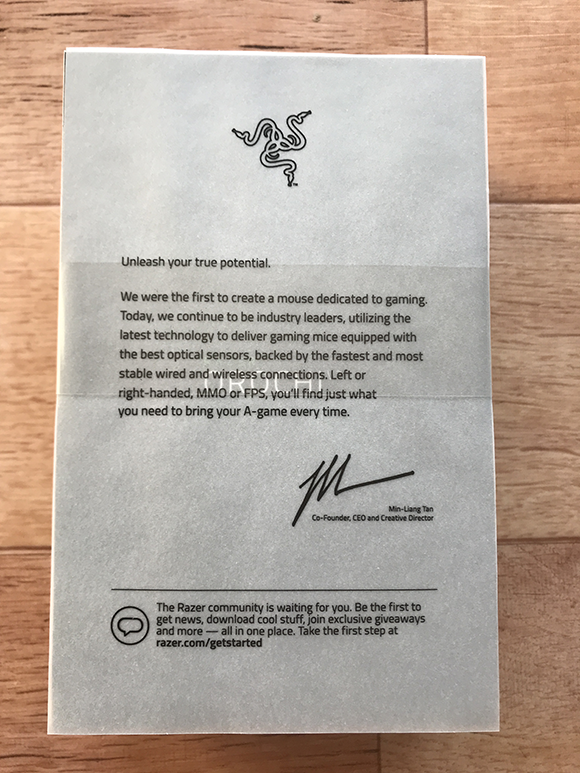 Unleash your true potential.
We were the first to create a mouse dedicated to gaming.
Today, we continue to be industry leaders, utilizing the
latest technology to deliver gaming mice equipped with
the best optical sensors, backed by the fastest and most
stable wired and wireless connections. Left or
OROCHI
right-handed, MMO or FPS, you'll find just what
you need to bring your A-game every time.
Min-Liang Tan
Co-Founder, CEO and Creative Director
The Razer community is waiting for you. Be the first to
get news, download cool stuff, join exclusive giveaways
and more — all in one place. Take the first step at
razer.com/getstarted